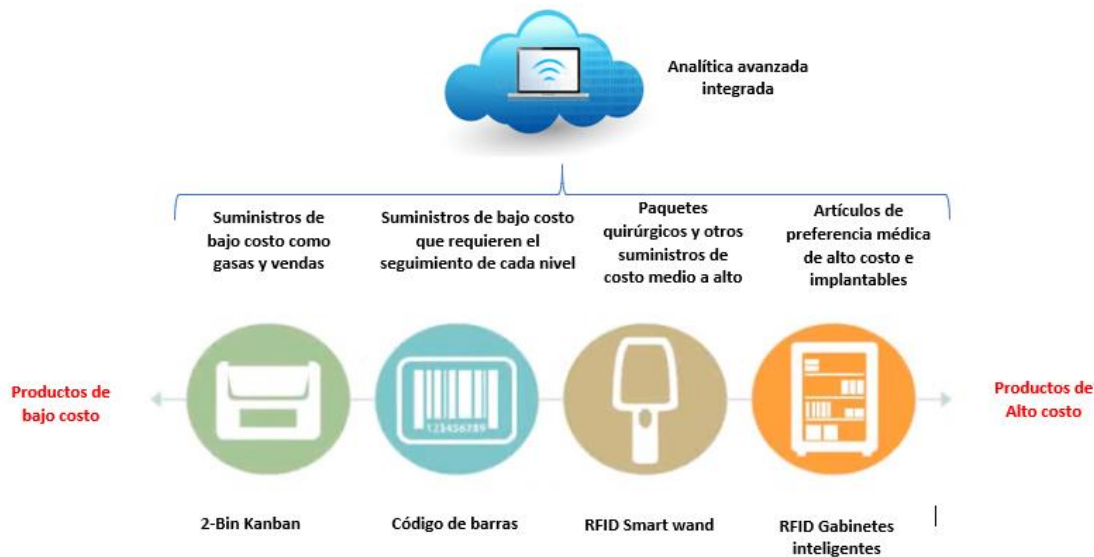 Analítica avanzada
integrada
Suministros de
bajo costo como
gasas y vendas
Suministros de bajo costo
que requieren el
seguimiento de cada nivel
Paquetes
quirúrgicos y otros
suministros de
costo medio a alto
Artículos de
preferencia médica
de alto costo e
implantables
Productos de
bajo costo
123456789
Productos de
Alto costo
2-Bin Kanban
Código de barras
RFID Smart wand
RFID Gabinetes
inteligentes